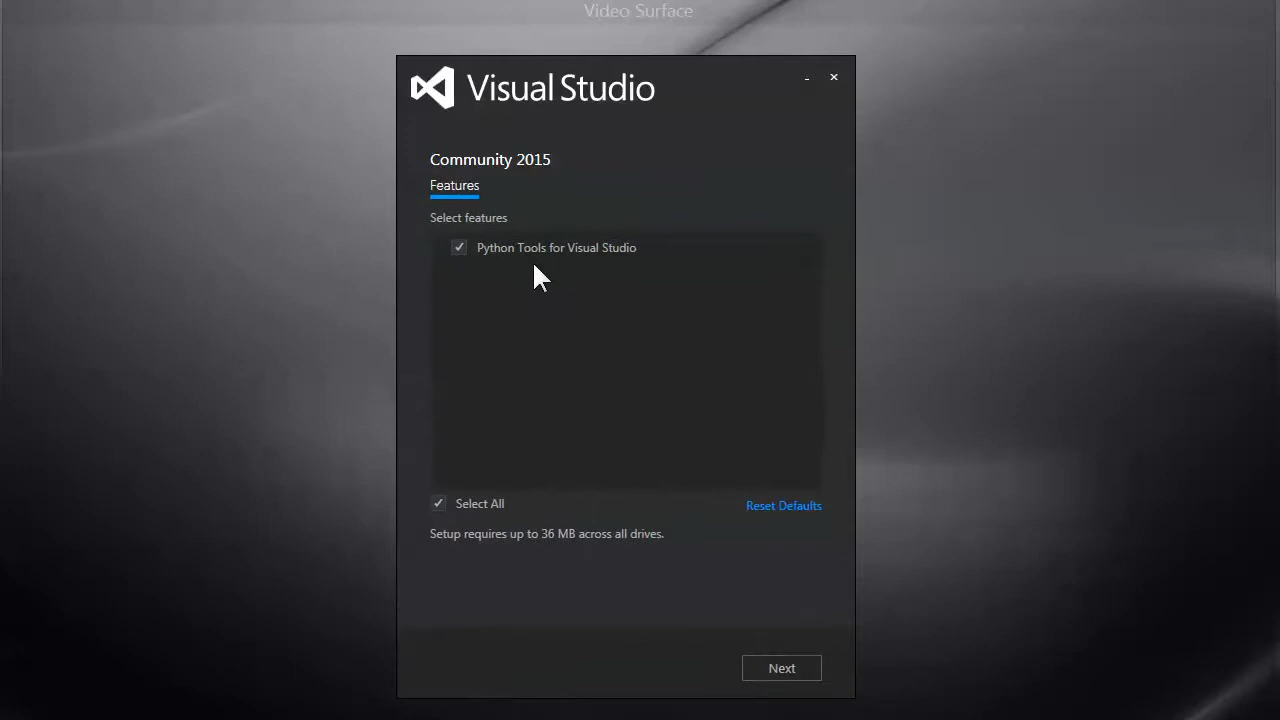 Video Surface
Visual Studio
Community 2015
Features
Select features
Python Tools for Visual Studio
Select All
Reset Defaults
Setup requires up to 36 MB across all drives.
Next